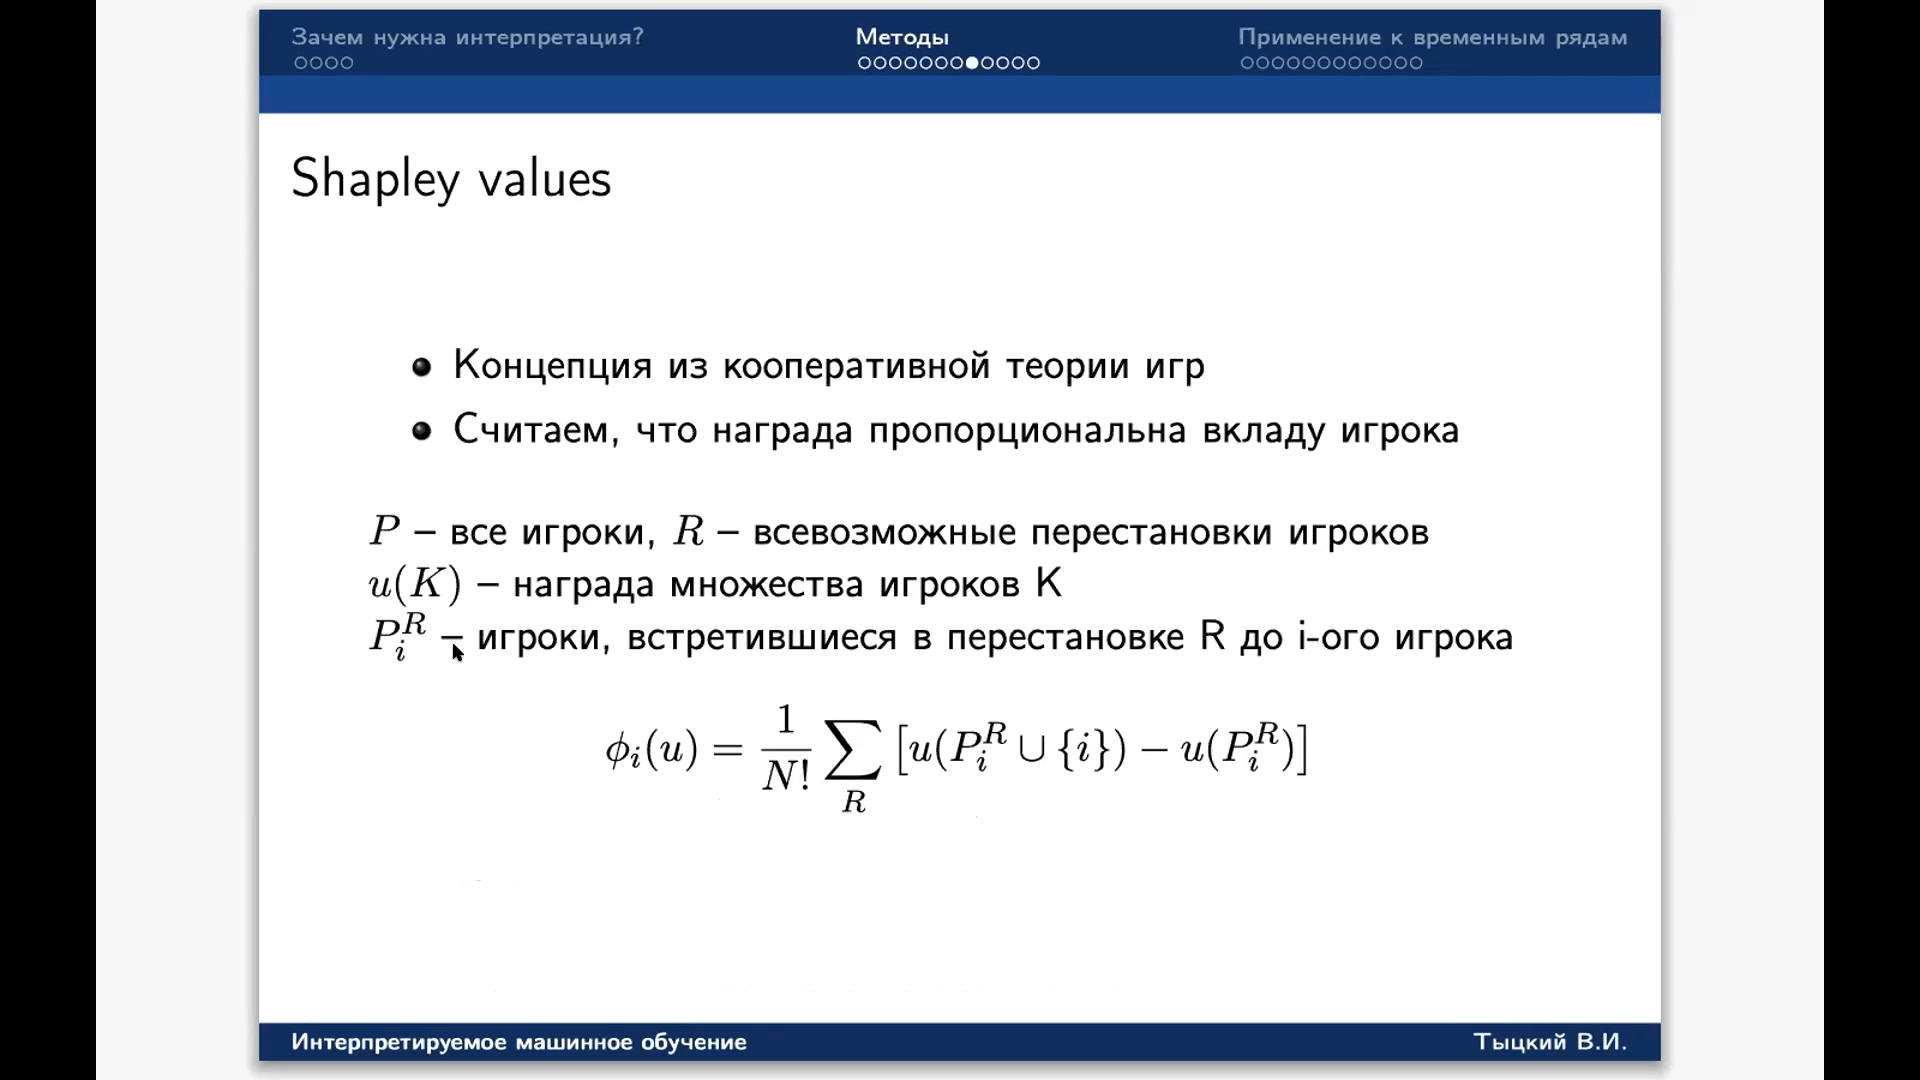 Зачем нужна интерпретация? Методы Применение к временным рядам
Shapley values
Концепция из кооперативной теории игр
Считаем, что награда пропорциональна вкладу игрока
P – все игроки, R – всевозможные перестановки игроков
u(K) – награда множества игроков K
P_i^R – игроки, встретившиеся в перестановке R до i-ого игрока
ϕ_i(u) = 1/N! ∑_R [u(P_i^R ∪ {i}) − u(P_i^R)]
Интерпретируемое машинное обучение Тыцкий В.И.